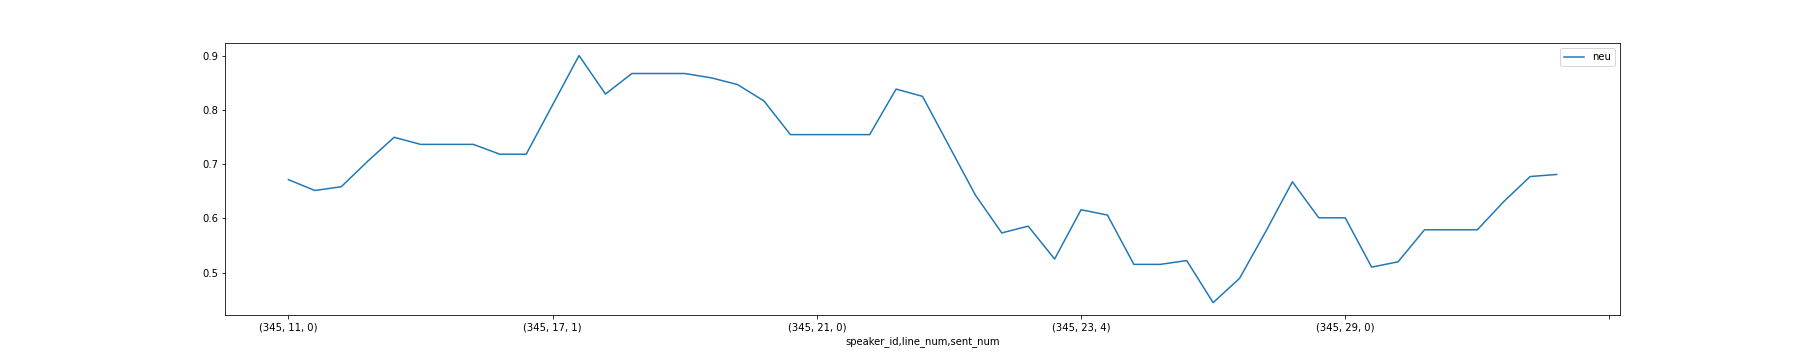 neu
0.9
0.8
0.7
0.6
0.5
(345, 11, 0) (345, 17, 1) (345, 21, 0) (345, 23, 4) (345, 29, 0)
speaker_id,line_num,sent_num